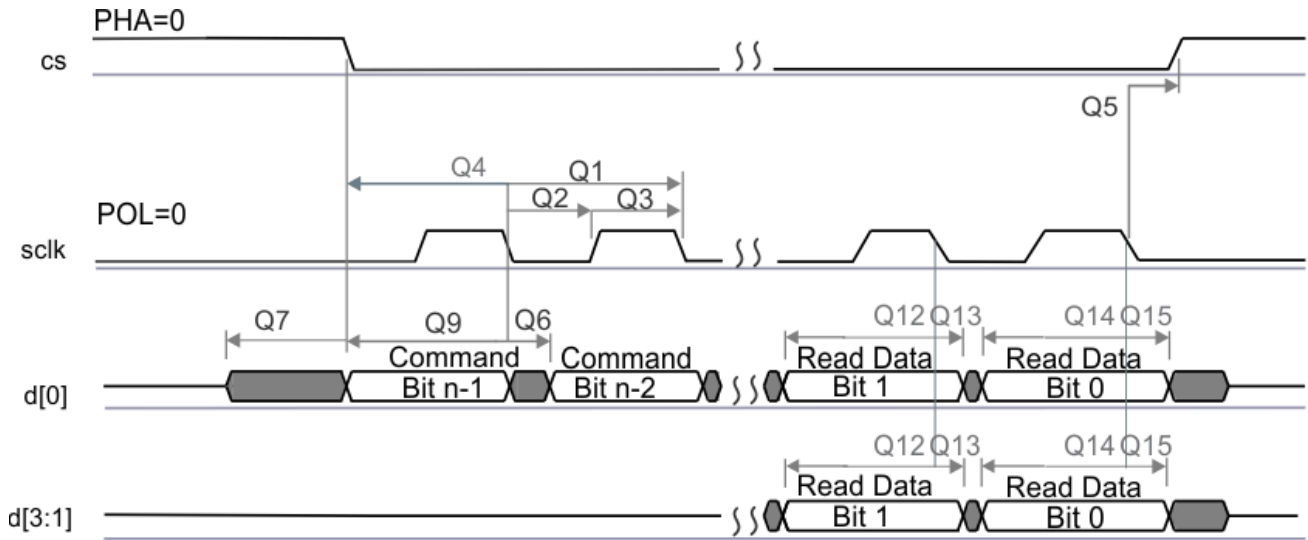 PHA=0
cs
Q5
Q4 Q1
Q2 Q3
POL=0
sclk
Q7 Q9 Q6 Q12 Q13 Q14 Q15
Command Command Read Data Read Data
d[0] Bit n-1 Bit n-2 Bit 1 Bit 0
Q12 Q13 Q14 Q15
Read Data Read Data
d[3:1] Bit 1 Bit 0